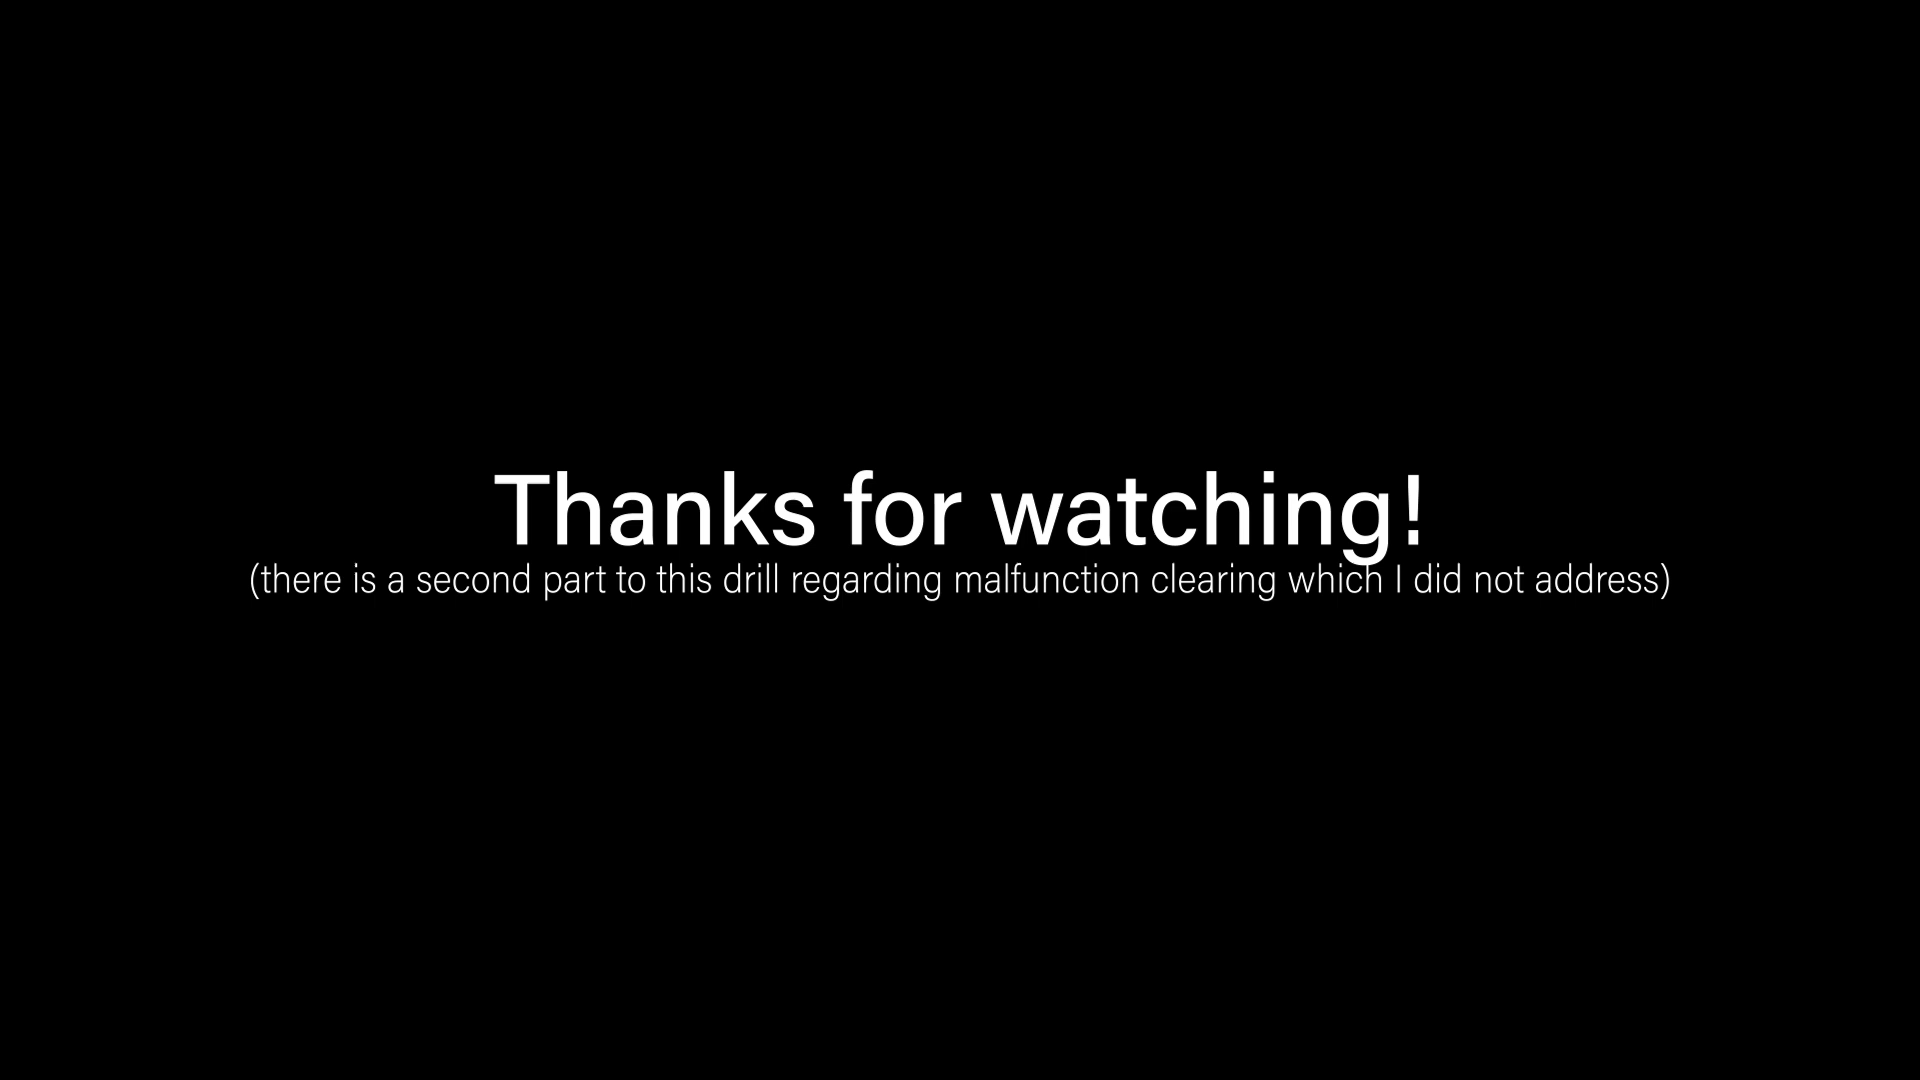 Thanks for watching!
(there is a second part to this drill regarding malfunction clearing which I did not address)